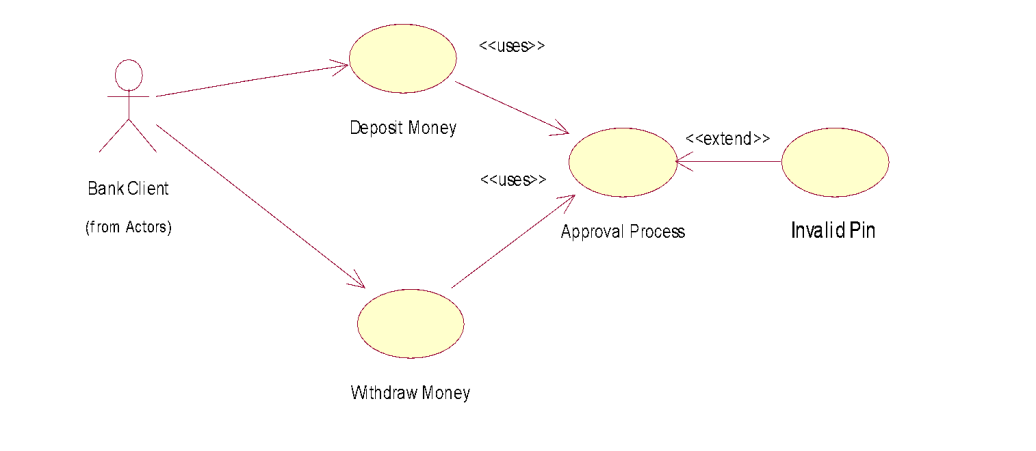 <<uses>>
Deposit Money
<<extend>>
<<uses>>
Bank Client
(from Actors)
Approval Process
Invalid Pin
Withdraw Money